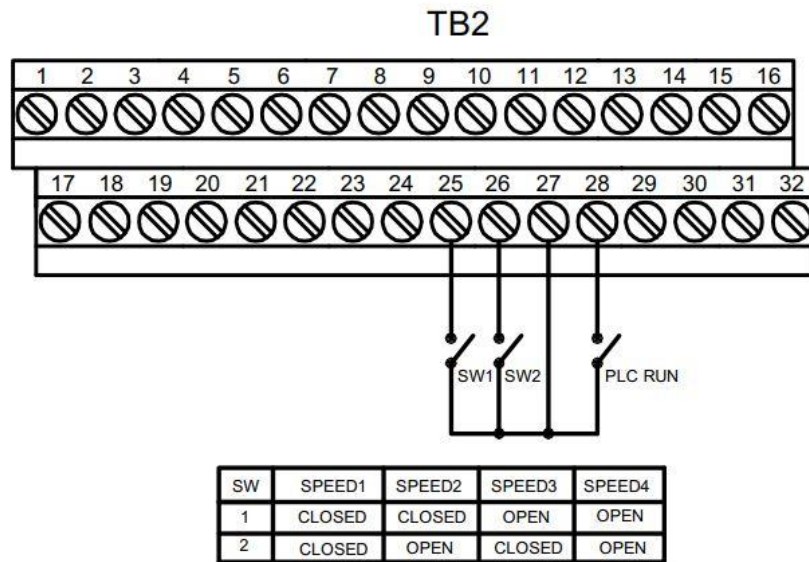 TB2
1 2 3 4 5 6 7 8 9 10 11 12 13 14 15 16
17 18 19 20 21 22 23 24 25 26 27 28 29 30 31 32
SW1 SW2 PLC RUN
SW SPEED1 SPEED2 SPEED3 SPEED4
1 CLOSED CLOSED OPEN OPEN
2 CLOSED OPEN CLOSED OPEN